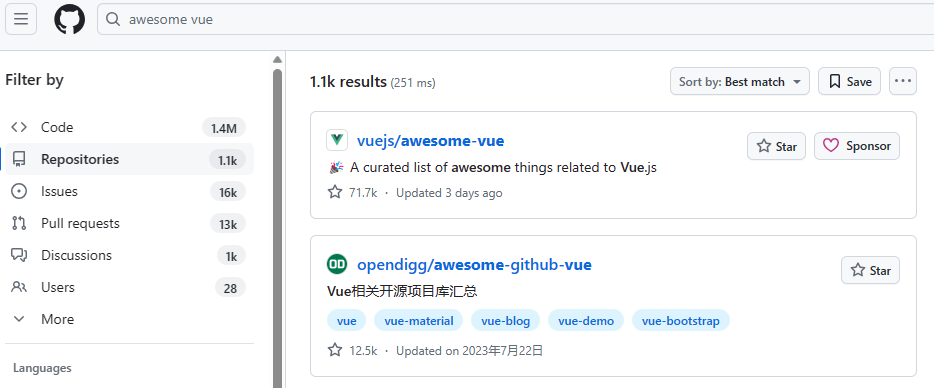 awesome vue
Filter by
Code 1.4M
Repositories 1.1k
Issues 16k
Pull requests 13k
Discussions 1k
Users 28
More
Languages
1.1k results (251 ms)
Sort by: Best match
Save
vuejs/awesome-vue
Star
Sponsor
🎉 A curated list of awesome things related to Vue.js
71.7k · Updated 3 days ago
OD
opendigg/awesome-github-vue
Star
Vue相关开源项目库汇总
vue vue-material vue-blog vue-demo vue-bootstrap
12.5k · Updated on 2023年7月22日